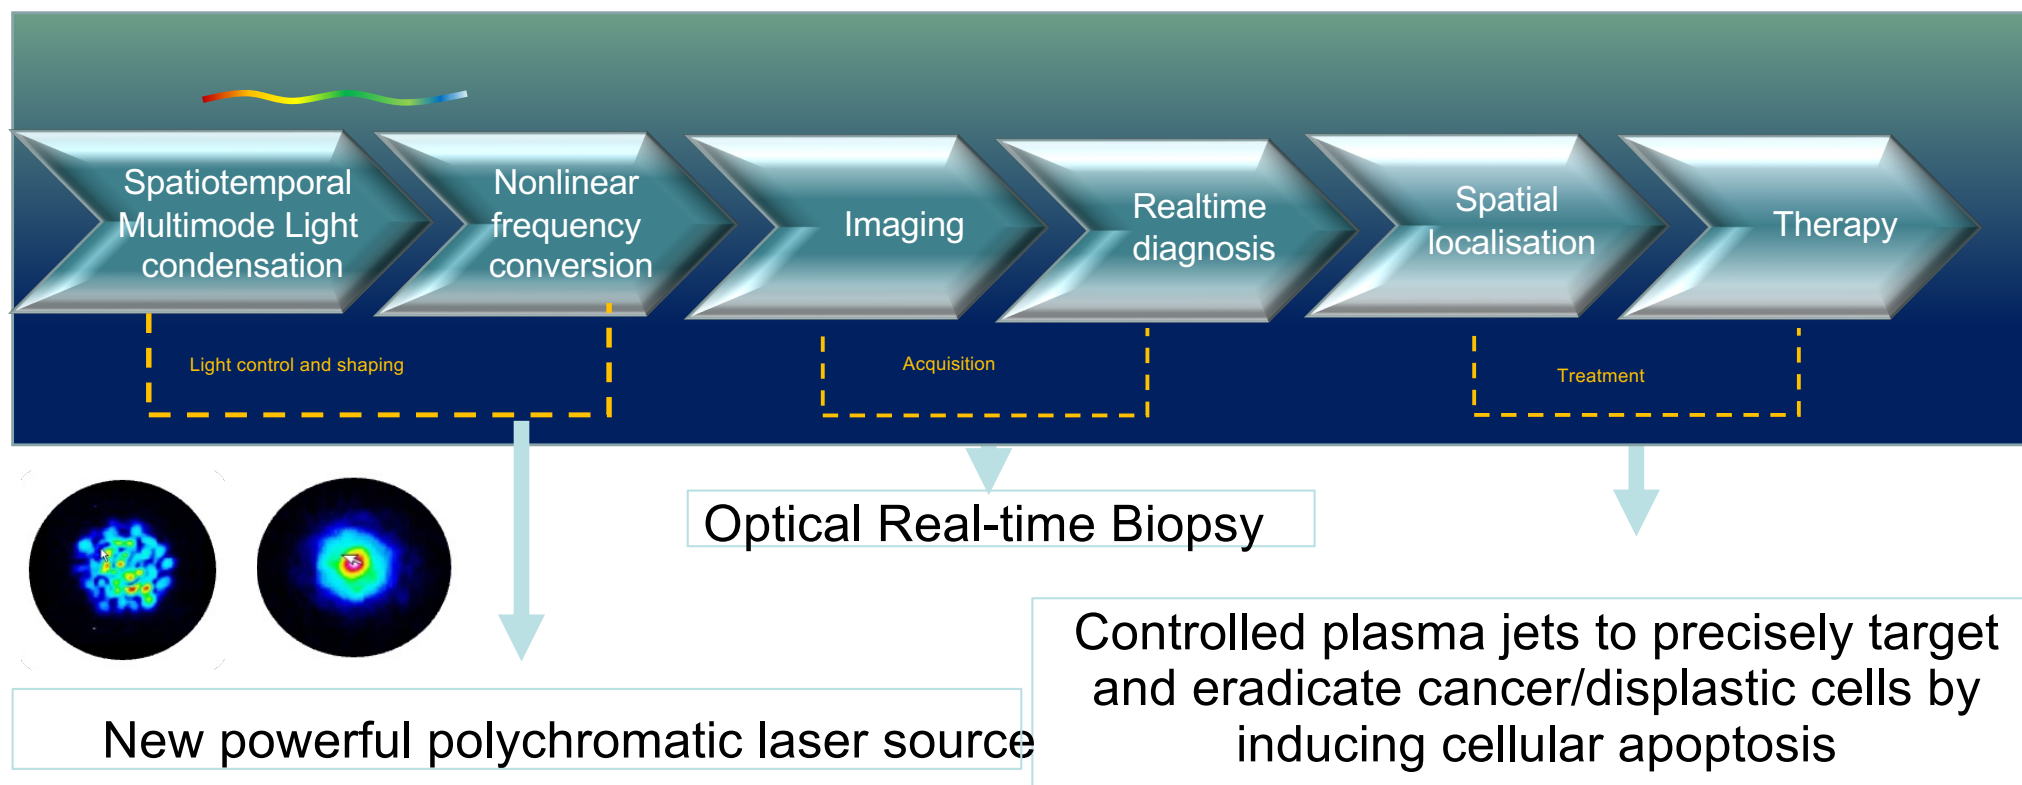 Spatiotemporal
Multimode Light
condensation
Nonlinear
frequency
conversion
Imaging
Realtime
diagnosis
Spatial
localisation
Therapy
Light control and shaping
Acquisition
Treatment
Optical Real-time Biopsy
New powerful polychromatic laser source
Controlled plasma jets to precisely target
and eradicate cancer/displastic cells by
inducing cellular apoptosis